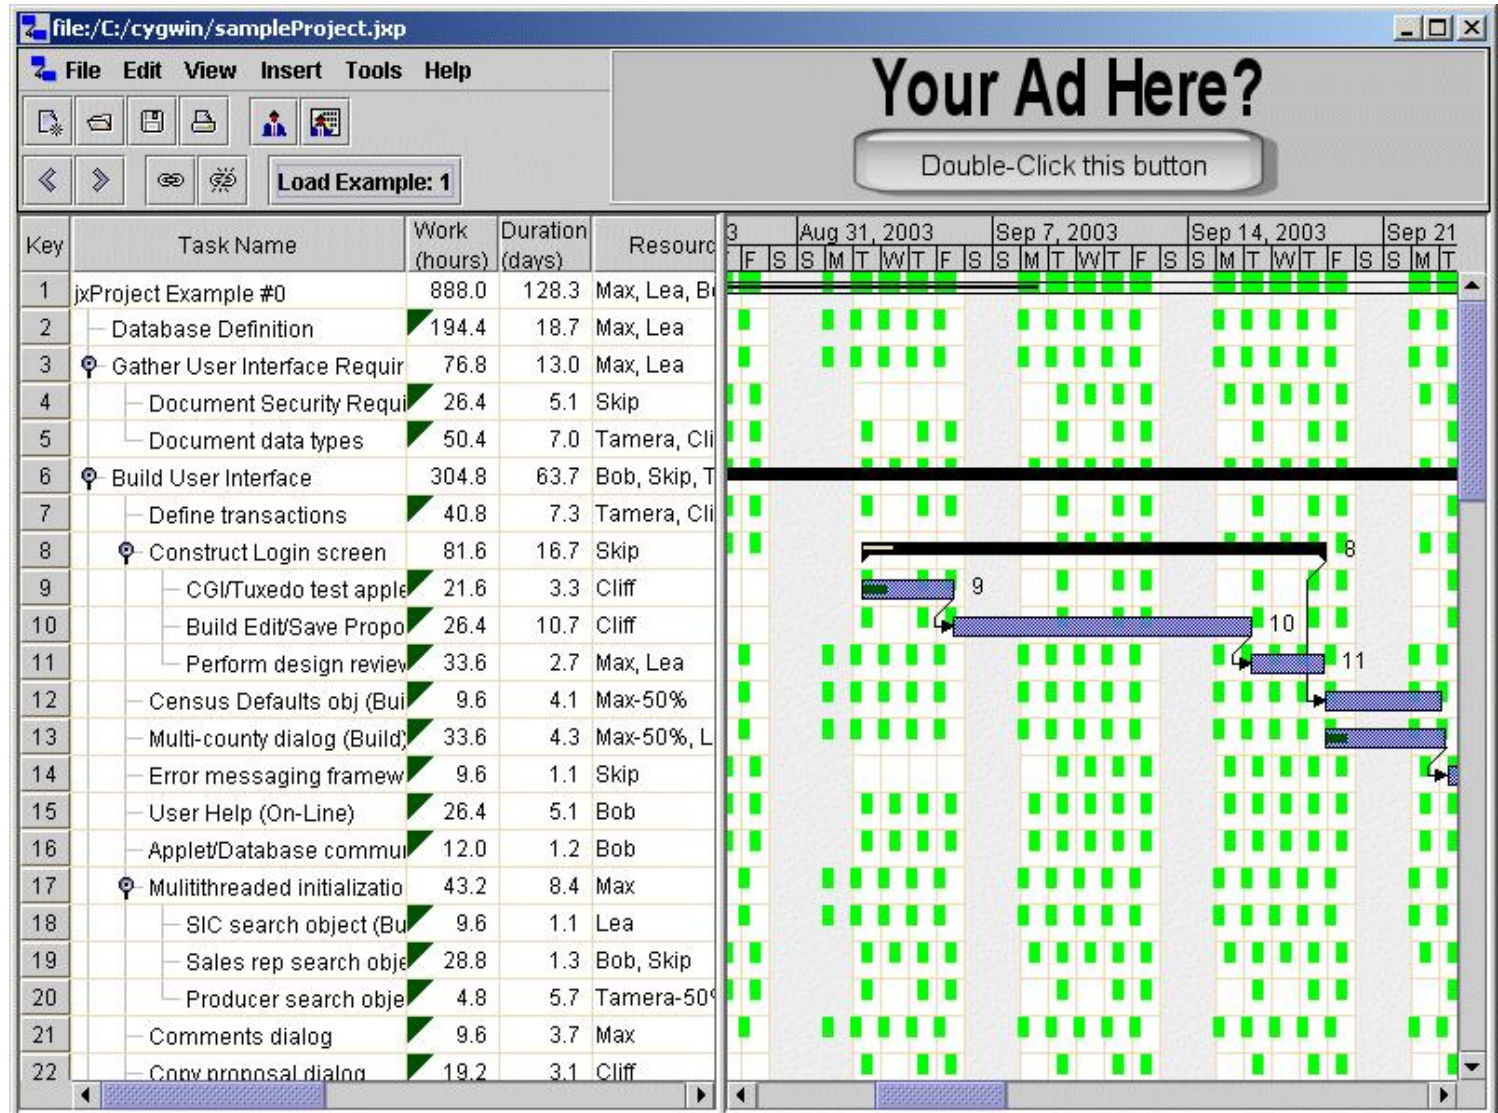 file:/C:/cygwin/sampleProject.jxp
File Edit View Insert Tools Help
Your Ad Here?
Double-Click this button
Load Example: 1
Key Task Name Work (hours) Duration (days) Resourc
3 Aug 31, 2003 Sep 7, 2003 Sep 14, 2003 Sep 21
F S S M T W T F S S M T W T F S S M T W T F S S M T
1 jxProject Example #0 888.0 128.3 Max, Lea, B
2 Database Definition 194.4 18.7 Max, Lea
3 Gather User Interface Requir 76.8 13.0 Max, Lea
4 Document Security Requi 26.4 5.1 Skip
5 Document data types 50.4 7.0 Tamera, Cli
6 Build User Interface 304.8 63.7 Bob, Skip, T
7 Define transactions 40.8 7.3 Tamera, Cli
8 Construct Login screen 81.6 16.7 Skip 8
9 CGI/Tuxedo test apple 21.6 3.3 Cliff 9
10 Build Edit/Save Propo 26.4 10.7 Cliff 10
11 Perform design review 33.6 2.7 Max, Lea 11
12 Census Defaults obj (Bui 9.6 4.1 Max-50%
13 Multi-county dialog (Build) 33.6 4.3 Max-50%, L
14 Error messaging framew 9.6 1.1 Skip
15 User Help (On-Line) 26.4 5.1 Bob
16 Applet/Database commu 12.0 1.2 Bob
17 Mulitithreaded initializatio 43.2 8.4 Max
18 SIC search object (Bu 9.6 1.1 Lea
19 Sales rep search obje 28.8 1.3 Bob, Skip
20 Producer search obje 4.8 5.7 Tamera-50
21 Comments dialog 9.6 3.7 Max
22 Copy proposal dialog 19.2 3.1 Cliff